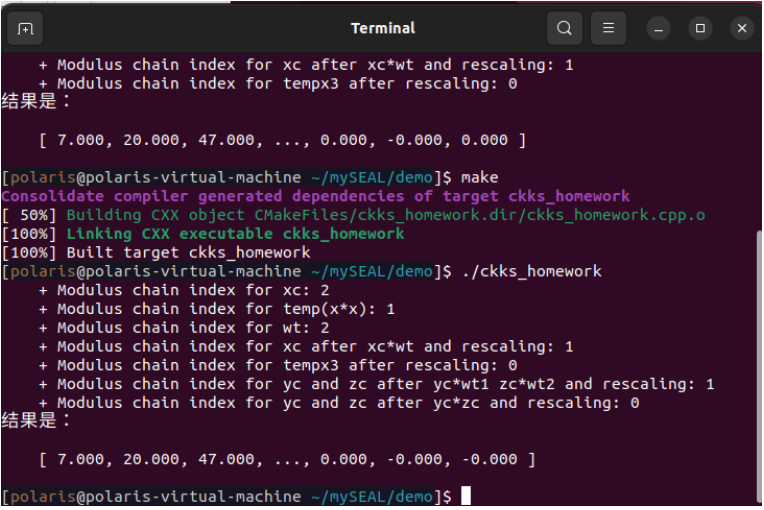 Terminal
+ Modulus chain index for xc after xc*wt and rescaling: 1
+ Modulus chain index for tempx3 after rescaling: 0
结果是：
[ 7.000, 20.000, 47.000, ..., 0.000, -0.000, 0.000 ]
[polaris@polaris-virtual-machine ~/mySEAL/demo]$ make
Consolidate compiler generated dependencies of target ckks_homework
[ 50%] Building CXX object CMakeFiles/ckks_homework.dir/ckks_homework.cpp.o
[100%] Linking CXX executable ckks_homework
[100%] Built target ckks_homework
[polaris@polaris-virtual-machine ~/mySEAL/demo]$ ./ckks_homework
+ Modulus chain index for xc: 2
+ Modulus chain index for temp(x*x): 1
+ Modulus chain index for wt: 2
+ Modulus chain index for xc after xc*wt and rescaling: 1
+ Modulus chain index for tempx3 after rescaling: 0
+ Modulus chain index for yc and zc after yc*wt1 zc*wt2 and rescaling: 1
+ Modulus chain index for yc and zc after yc*zc and rescaling: 0
结果是：
[ 7.000, 20.000, 47.000, ..., 0.000, -0.000, -0.000 ]
[polaris@polaris-virtual-machine ~/mySEAL/demo]$